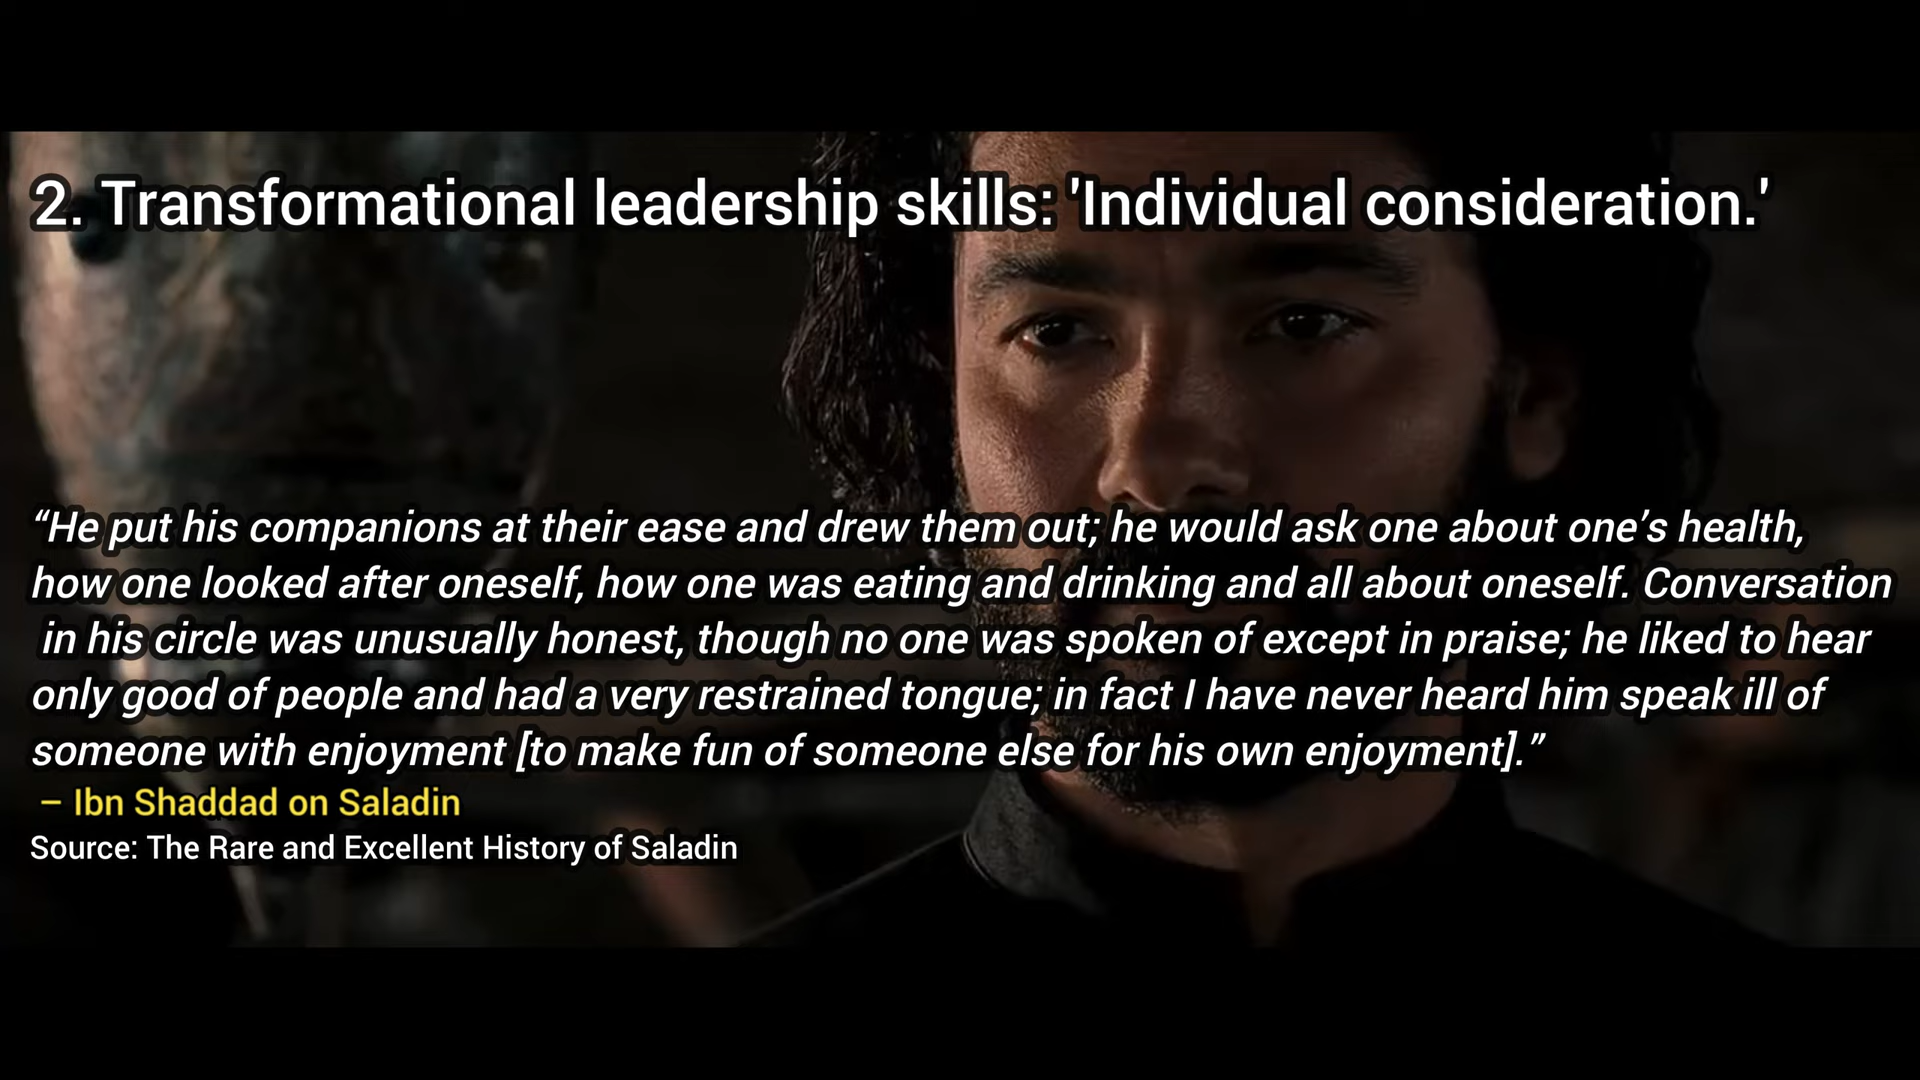 2. Transformational leadership skills: 'Individual consideration.'
“He put his companions at their ease and drew them out; he would ask one about one’s health,
how one looked after oneself, how one was eating and drinking and all about oneself. Conversation
in his circle was unusually honest, though no one was spoken of except in praise; he liked to hear
only good of people and had a very restrained tongue; in fact I have never heard him speak ill of
someone with enjoyment [to make fun of someone else for his own enjoyment].”
– Ibn Shaddad on Saladin
Source: The Rare and Excellent History of Saladin